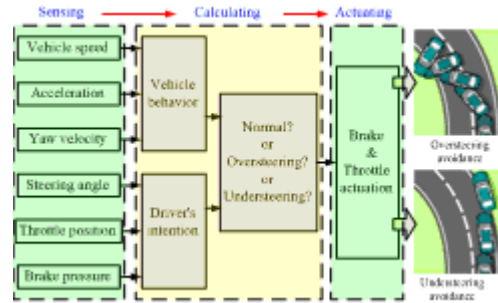 Sensing
Calculating
Actuating
Vehicle speed
Acceleration
Yaw velocity
Steering angle
Throttle position
Brake pressure
Vehicle
behavior
Driver's
intention
Normal?
or
Oversteering?
or
Understeering?
Brake
&
Throttle
actuation
Oversteering
avoidance
Understeering
avoidance